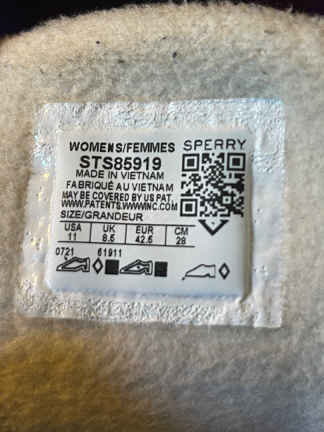 WOMENS/FEMMES SPERRY
STS85919
MADE IN VIETNAM
FABRIQUÉ AU VIETNAM
MAY BE COVERED BY US PAT.
WWW.PATENTS.WWWINC.COM
SIZE/GRANDEUR
USA UK EUR CM
11 8.5 42.5 28
0721 61911